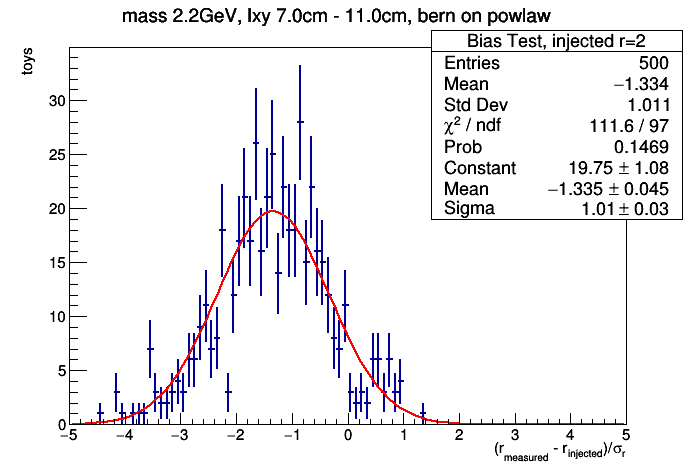 mass 2.2GeV, lxy 7.0cm - 11.0cm, bern on powlaw
Bias Test, injected r=2
Entries 500
Mean −1.334
Std Dev 1.011
χ² / ndf 111.6 / 97
Prob 0.1469
Constant 19.75 ± 1.08
Mean −1.335 ± 0.045
Sigma 1.01 ± 0.03
toys
30
25
20
15
10
5
0
−5 −4 −3 −2 −1 0 1 2 3 4 5
(r_measured - r_injected)/σ_r